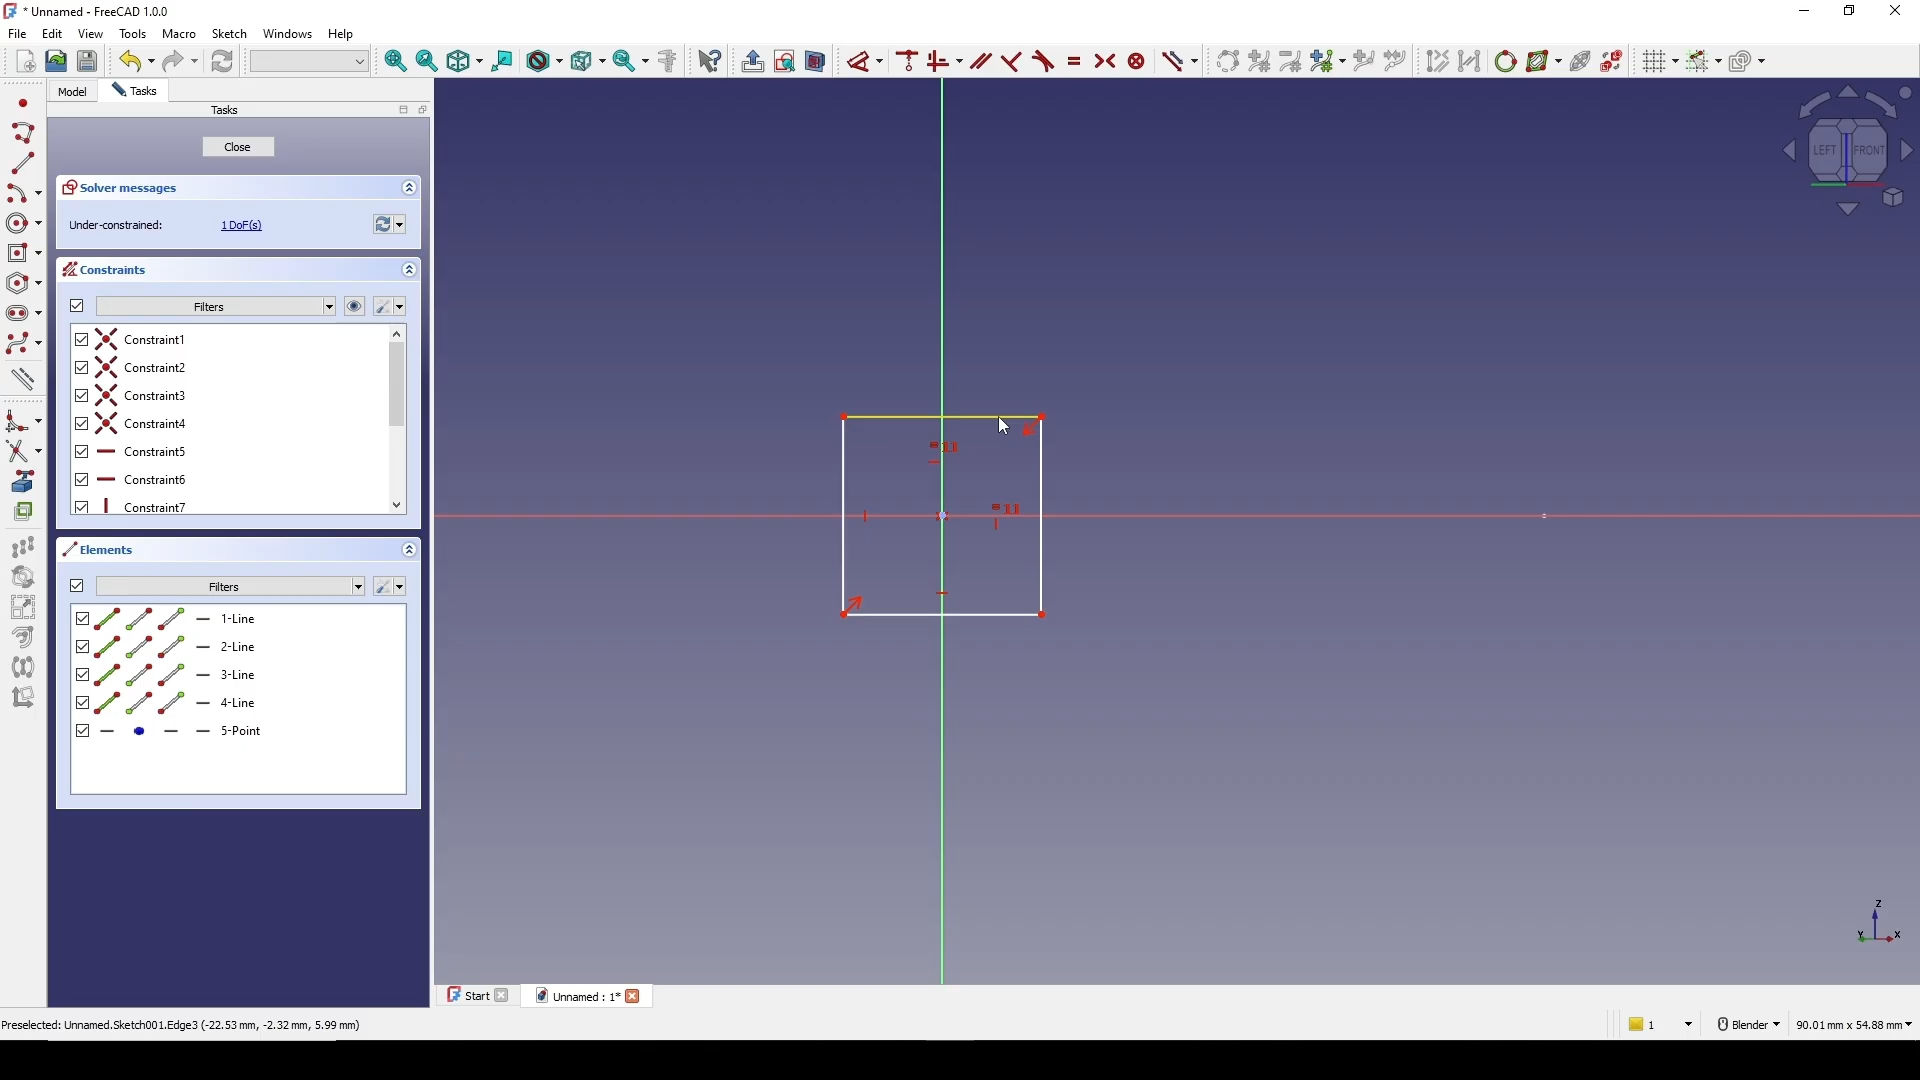 * Unnamed - FreeCAD 1.0.0
File Edit View Tools Macro Sketch Windows Help
Model Tasks
Tasks
Close
Solver messages
Under-constrained: 1 DoF(s)
Constraints
Filters
Constraint1
Constraint2
Constraint3
Constraint4
Constraint5
Constraint6
Constraint7
Elements
Filters
1-Line
2-Line
3-Line
4-Line
5-Point
LEFT FRONT
Z
Y X
Start Unnamed : 1*
Preselected: Unnamed.Sketch001.Edge3 (-22.53 mm, -2.32 mm, 5.99 mm)
1 Blender 90.01 mm x 54.88 mm